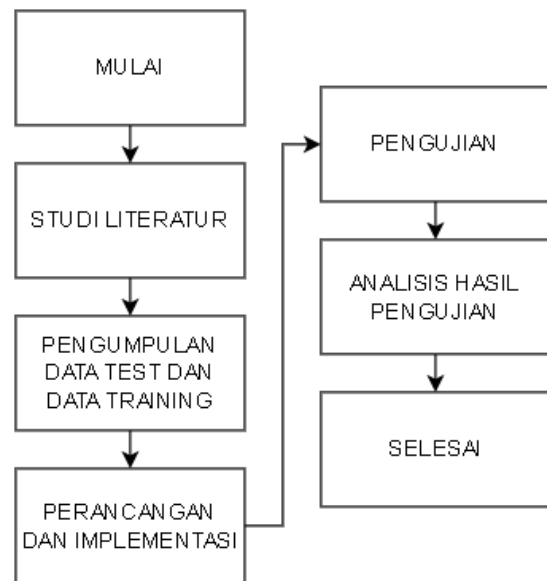 MULAI
STUDI LITERATUR
PENGUMPULAN
DATA TEST DAN
DATA TRAINING
PERANCANGAN
DAN IMPLEMENTASI
PENGUJIAN
ANALISIS HASIL
PENGUJIAN
SELESAI